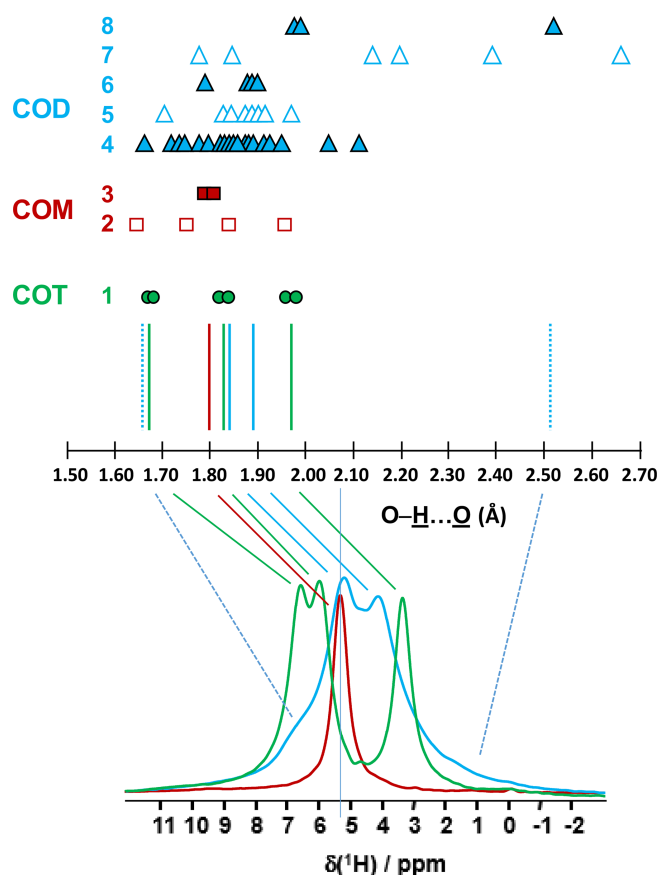 8
7
6
COD 5
4
3
COM
2
COT 1
1.50 1.60 1.70 1.80 1.90 2.00 2.10 2.20 2.30 2.40 2.50 2.60 2.70
O–H...O (Å)
11 10 9 8 7 6 5 4 3 2 1 0 -1 -2
δ(¹H) / ppm